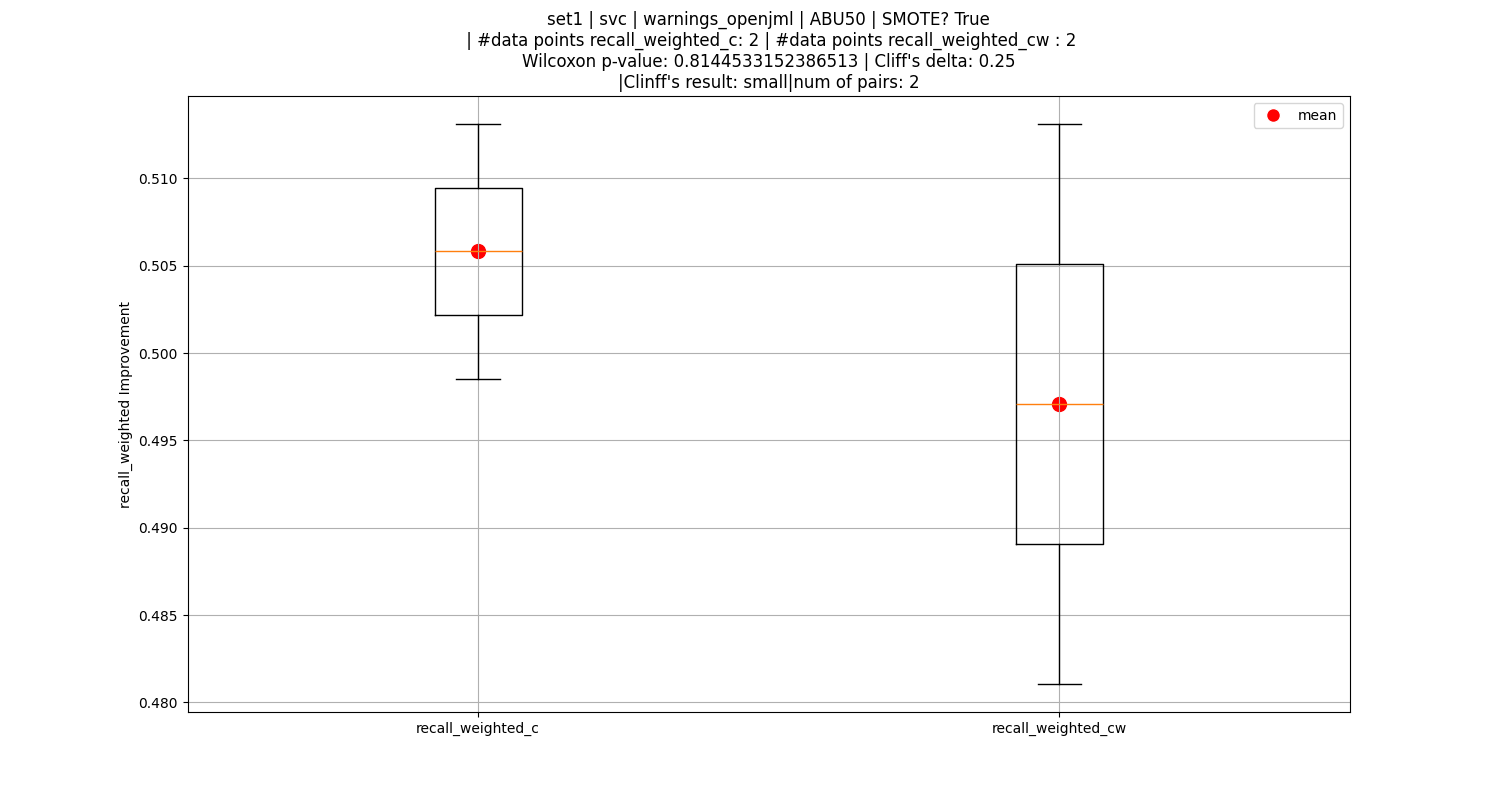 set1 | svc | warnings_openjml | ABU50 | SMOTE? True
| #data points recall_weighted_c: 2 | #data points recall_weighted_cw : 2
Wilcoxon p-value: 0.8144533152386513 | Cliff's delta: 0.25
|Clinff's result: small|num of pairs: 2
mean
0.510
0.505
0.500
0.495
0.490
0.485
0.480
recall_weighted Improvement
recall_weighted_c
recall_weighted_cw